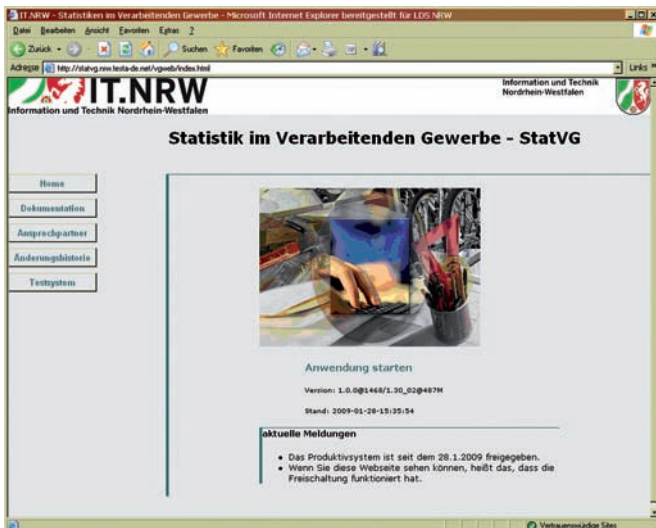 IT.NRW - Statistiken im Verarbeitenden Gewerbe - Microsoft Internet Explorer bereitgestellt für LDS NRW
Datei Bearbeiten Ansicht Favoriten Extras ?
Zurück Suchen Favoriten
Adresse http://statvg.nrw.testa-de.net/vgweb/index.html Links
IT.NRW
Information und Technik Nordrhein-Westfalen
Information und Technik
Nordrhein-Westfalen
Statistik im Verarbeitenden Gewerbe - StatVG
Home
Dokumentation
Ansprechpartner
Änderungshistorie
Testsystem
Anwendung starten
Version: 1.0.0@1468/1.30_02@487M
Stand: 2009-01-28-15:35:54
aktuelle Meldungen
• Das Produktivsystem ist seit dem 28.1.2009 freigegeben.
• Wenn Sie diese Webseite sehen können, heißt das, dass die
Freischaltung funktioniert hat.
Vertrauenswürdige Sites